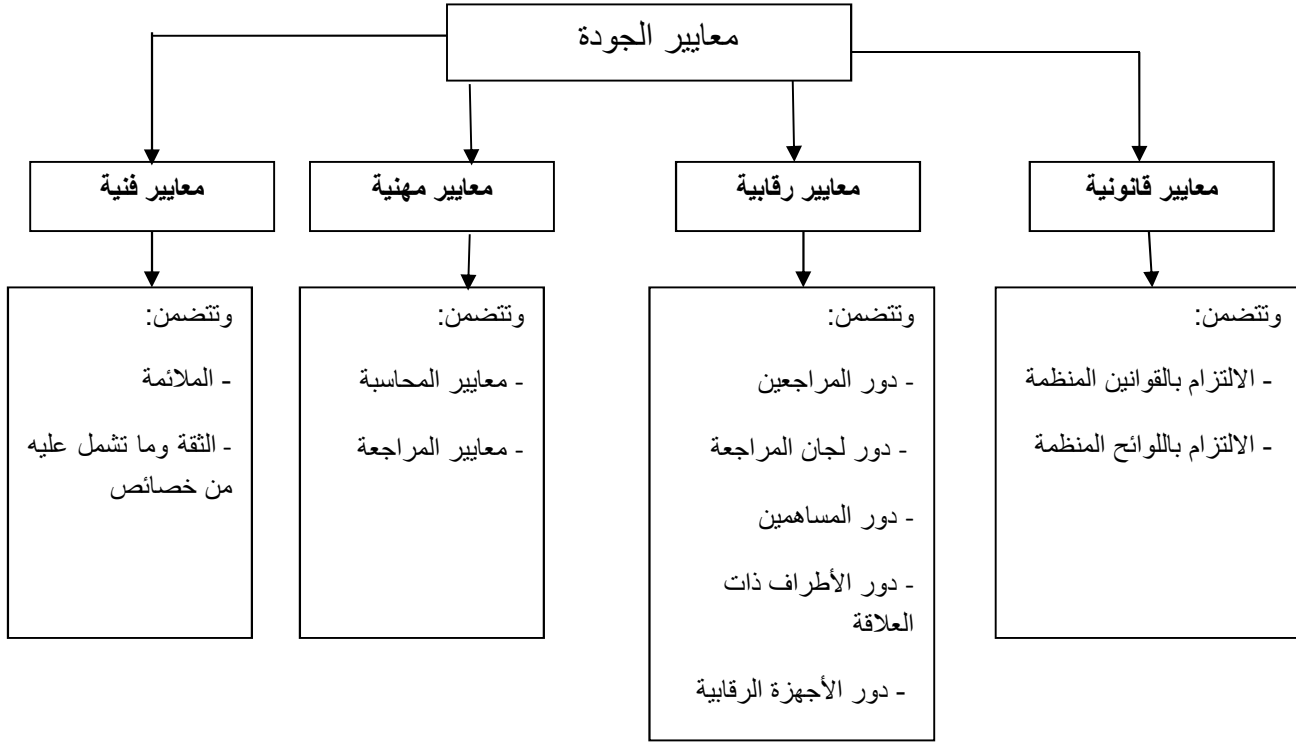 معايير الجودة
معايير قانونية
معايير رقابية
معايير مهنية
معايير فنية
وتتضمن:
- الالتزام بالقوانين المنظمة
- الالتزام باللوائح المنظمة
وتتضمن:
- دور المراجعين
- دور لجان المراجعة
- دور المساهمين
- دور الأطراف ذات
العلاقة
- دور الأجهزة الرقابية
وتتضمن:
- معايير المحاسبة
- معايير المراجعة
وتتضمن:
- الملائمة
- الثقة وما تشمل عليه
من خصائص